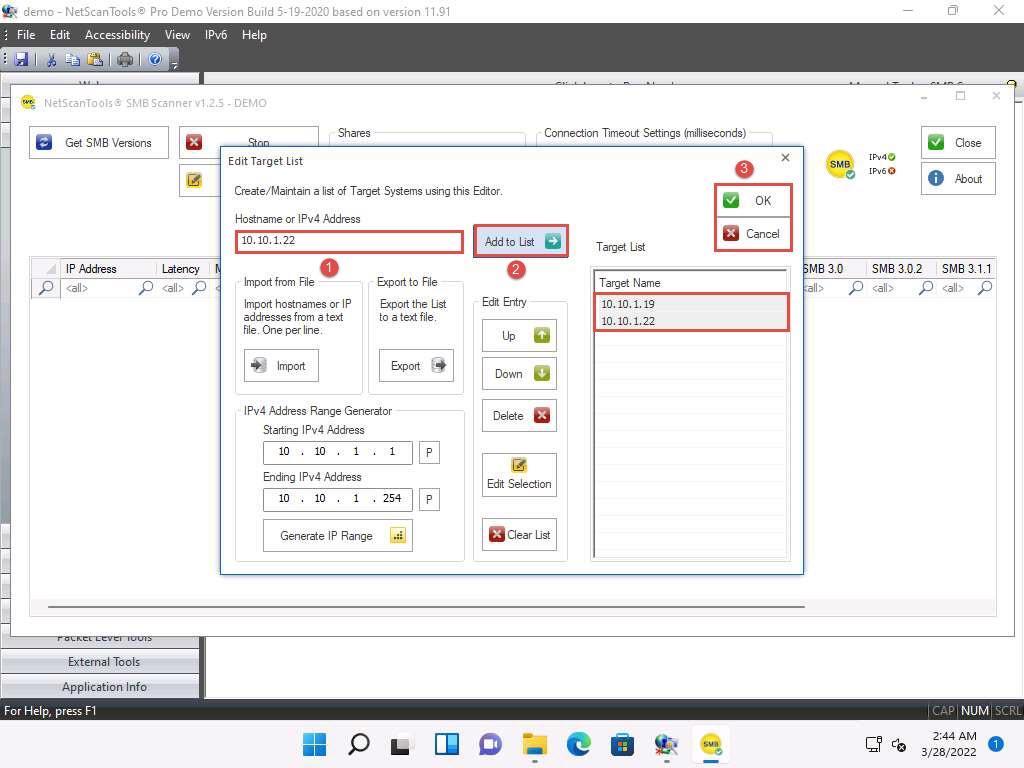 demo - NetScanTools® Pro Demo Version Build 5-19-2020 based on version 11.91
File Edit Accessibility View IPv6 Help
NetScanTools® SMB Scanner v1.2.5 - DEMO
Get SMB Versions
Stop
Shares
Connection Timeout Settings (milliseconds)
SMB
IPv4
IPv6
Close
About
Edit Target List
Create/Maintain a list of Target Systems using this Editor.
Hostname or IPv4 Address
10.10.1.22
1
Add to List
2
3
OK
Cancel
Target List
Target Name
10.10.1.19
10.10.1.22
Import from File
Import hostnames or IP
addresses from a text
file. One per line.
Import
Export to File
Export the List
to a text file.
Export
Edit Entry
Up
Down
Delete
Edit Selection
Clear List
IPv4 Address Range Generator
Starting IPv4 Address
10 . 10 . 1 . 1
P
Ending IPv4 Address
10 . 10 . 1 . 254
P
Generate IP Range
IP Address Latency SMB 3.0 SMB 3.0.2 SMB 3.1.1
<all> <all> <all> <all> <all>
Packet Level Tools
External Tools
Application Info
For Help, press F1
CAP NUM SCRL
SMB
2:44 AM
3/28/2022
1